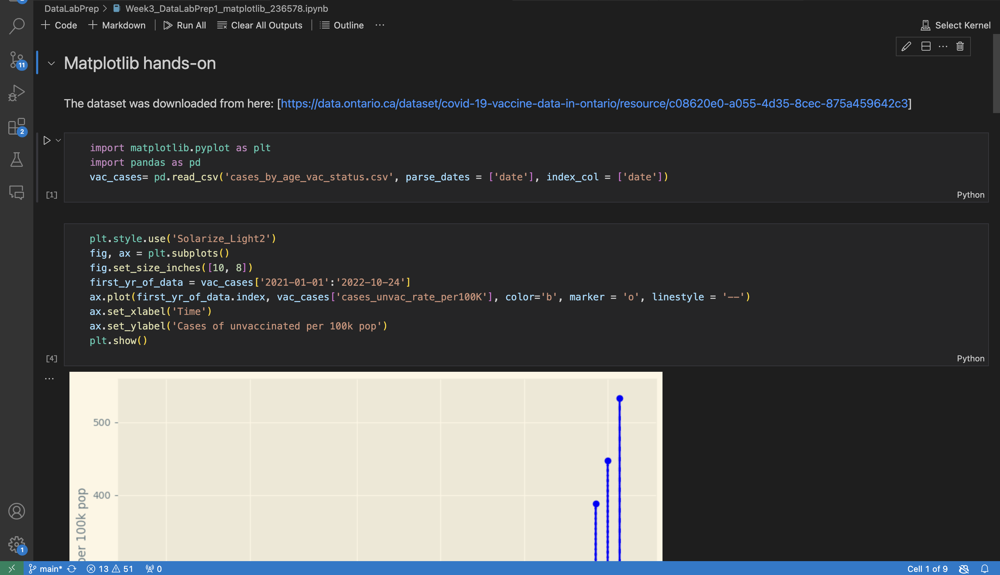 DataLabPrep > Week3_DataLabPrep1_matplotlib_236578.ipynb
+ Code + Markdown | Run All Clear All Outputs | Outline ...
Select Kernel
Matplotlib hands-on
11
The dataset was downloaded from here: [https://data.ontario.ca/dataset/covid-19-vaccine-data-in-ontario/resource/c08620e0-a055-4d35-8cec-875a459642c3]
2
import matplotlib.pyplot as plt
import pandas as pd
vac_cases= pd.read_csv('cases_by_age_vac_status.csv', parse_dates = ['date'], index_col = ['date'])
[1]
Python
plt.style.use('Solarize_Light2')
fig, ax = plt.subplots()
fig.set_size_inches([10, 8])
first_yr_of_data = vac_cases['2021-01-01':'2022-10-24']
ax.plot(first_yr_of_data.index, vac_cases['cases_unvac_rate_per100K'], color='b', marker = 'o', linestyle = '--')
ax.set_xlabel('Time')
ax.set_ylabel('Cases of unvaccinated per 100k pop')
plt.show()
[4]
Python
...
500
400
per 100k pop
1
main* 13 51 0
Cell 1 of 9